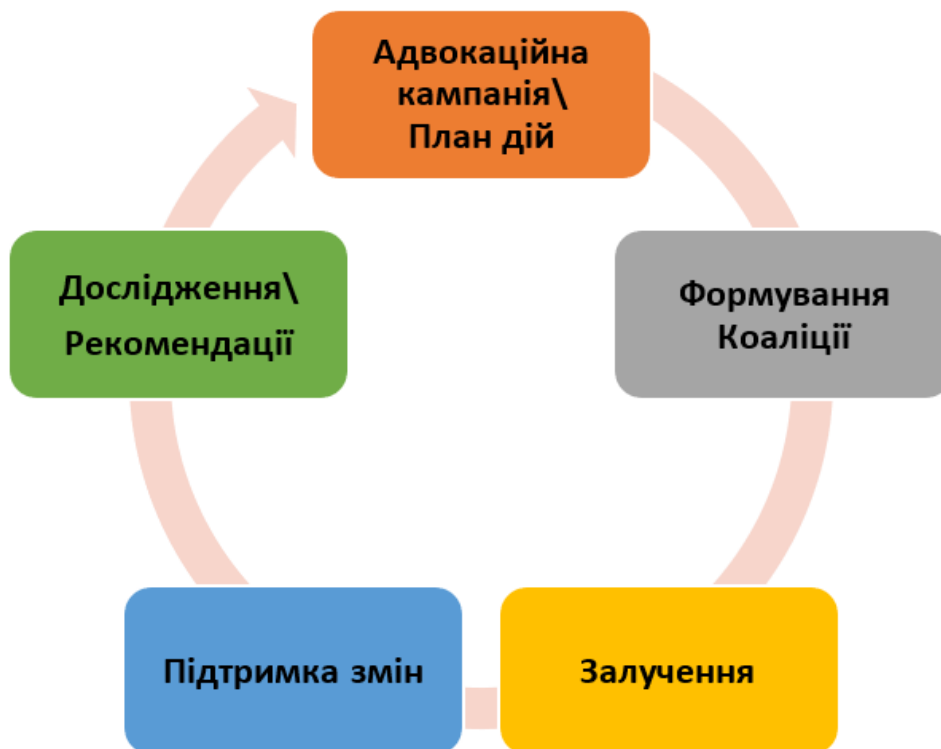 Адвокаційна
кампанія\
План дій
Формування
Коаліції
Залучення
Підтримка змін
Дослідження\
Рекомендації